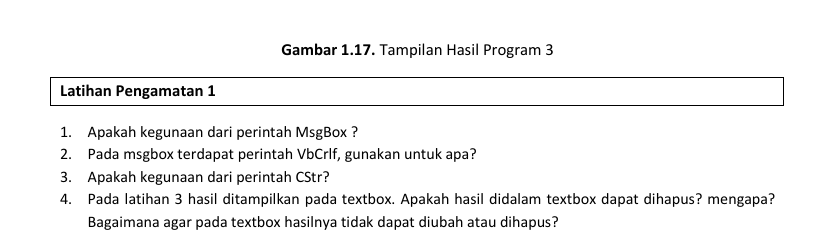 Gambar 1.17. Tampilan Hasil Program 3
Latihan Pengamatan 1
1. Apakah kegunaan dari perintah MsgBox ?
2. Pada msgbox terdapat perintah VbCrlf, gunakan untuk apa?
3. Apakah kegunaan dari perintah CStr?
4. Pada latihan 3 hasil ditampilkan pada textbox. Apakah hasil didalam textbox dapat dihapus? mengapa?
Bagaimana agar pada textbox hasilnya tidak dapat diubah atau dihapus?